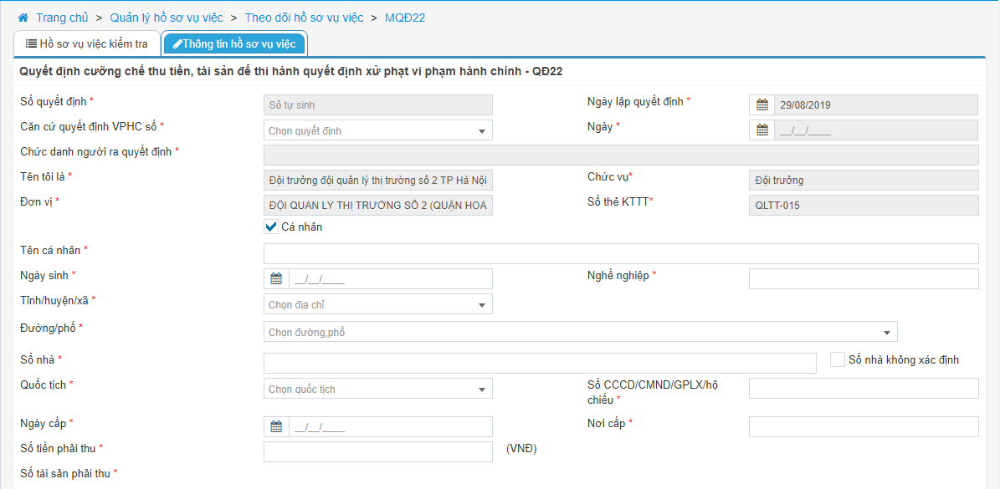 Trang chủ > Quản lý hồ sơ vụ việc > Theo dõi hồ sơ vụ việc > MQĐ22
Hồ sơ vụ việc kiểm tra Thông tin hồ sơ vụ việc
Quyết định cưỡng chế thu tiền, tài sản để thi hành quyết định xử phạt vi phạm hành chính - QĐ22
Số quyết định * Số tự sinh Ngày lập quyết định * 29/08/2019
Căn cứ quyết định VPHC số * Chọn quyết định Ngày * __/__/____
Chức danh người ra quyết định *
Tên tôi là * Đội trưởng đội quản lý thị trường số 2 TP Hà Nội Chức vụ* Đội trưởng
Đơn vị * ĐỘI QUẢN LÝ THỊ TRƯỜNG SỐ 2 (QUẬN HOÀ Số thẻ KTTT* QLTT-015
Cá nhân
Tên cá nhân *
Ngày sinh * __/__/____ Nghề nghiệp *
Tỉnh/huyện/xã * Chọn địa chỉ
Đường/phố * Chọn đường,phố
Số nhà * Số nhà không xác định
Quốc tịch * Chọn quốc tịch Số CCCD/CMND/GPLX/hộ
chiếu *
Ngày cấp * __/__/____ Nơi cấp *
Số tiền phải thu * (VNĐ)
Số tài sản phải thu *